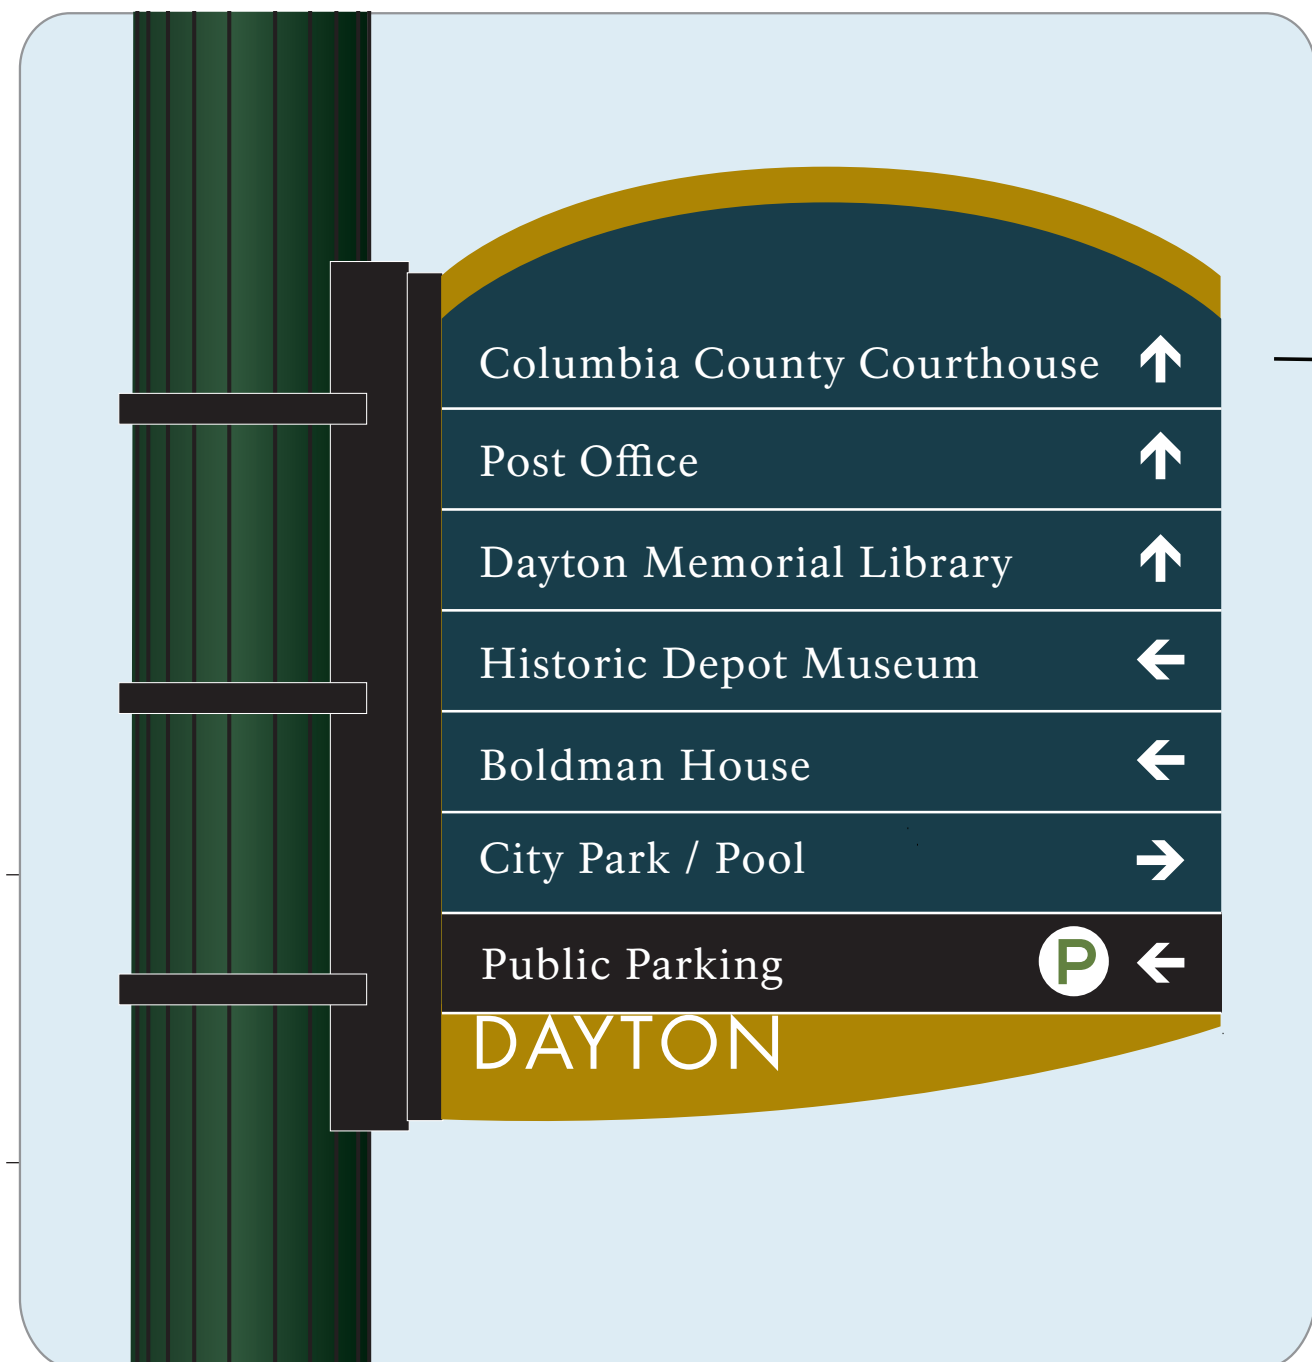 Columbia County Courthouse
Post Office
Dayton Memorial Library
Historic Depot Museum
Boldman House
City Park / Pool
Public Parking P
DAYTON